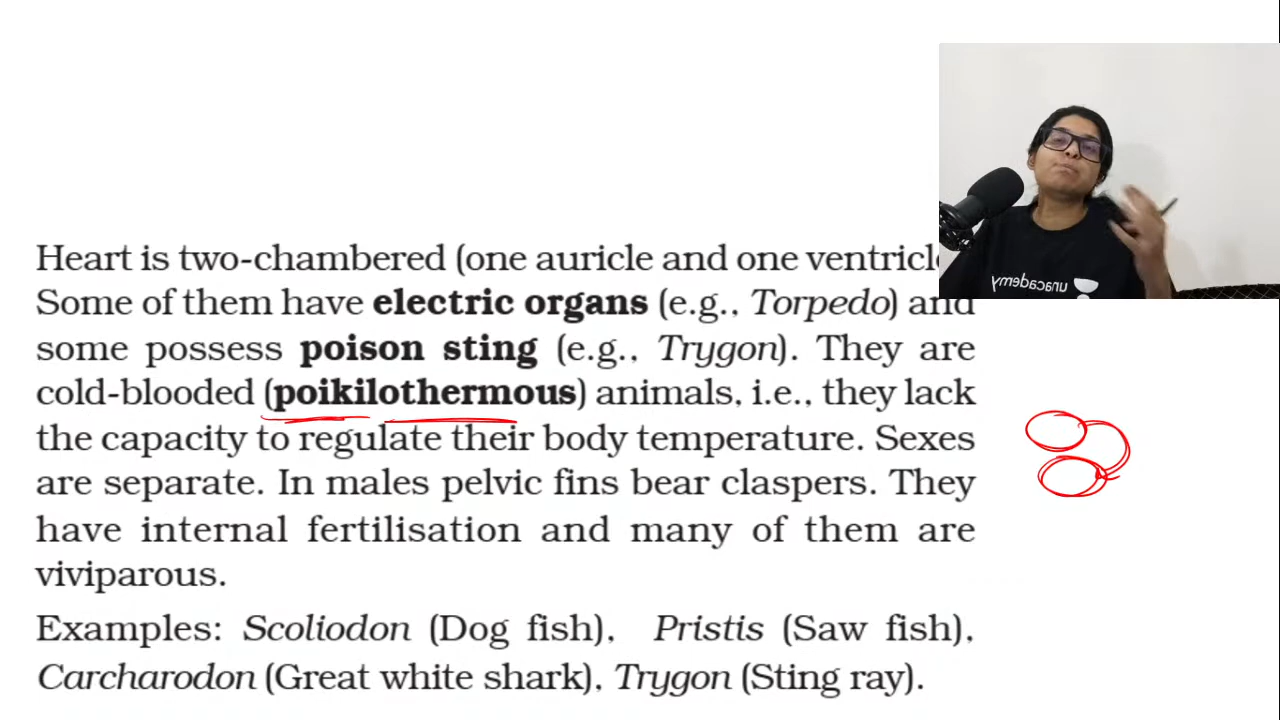 Heart is two-chambered (one auricle and one ventricle
Some of them have electric organs (e.g., Torpedo) and
some possess poison sting (e.g., Trygon). They are
cold-blooded (poikilothermous) animals, i.e., they lack
the capacity to regulate their body temperature. Sexes
are separate. In males pelvic fins bear claspers. They
have internal fertilisation and many of them are
viviparous.
Examples: Scoliodon (Dog fish), Pristis (Saw fish),
Carcharodon (Great white shark), Trygon (Sting ray).
unacademy